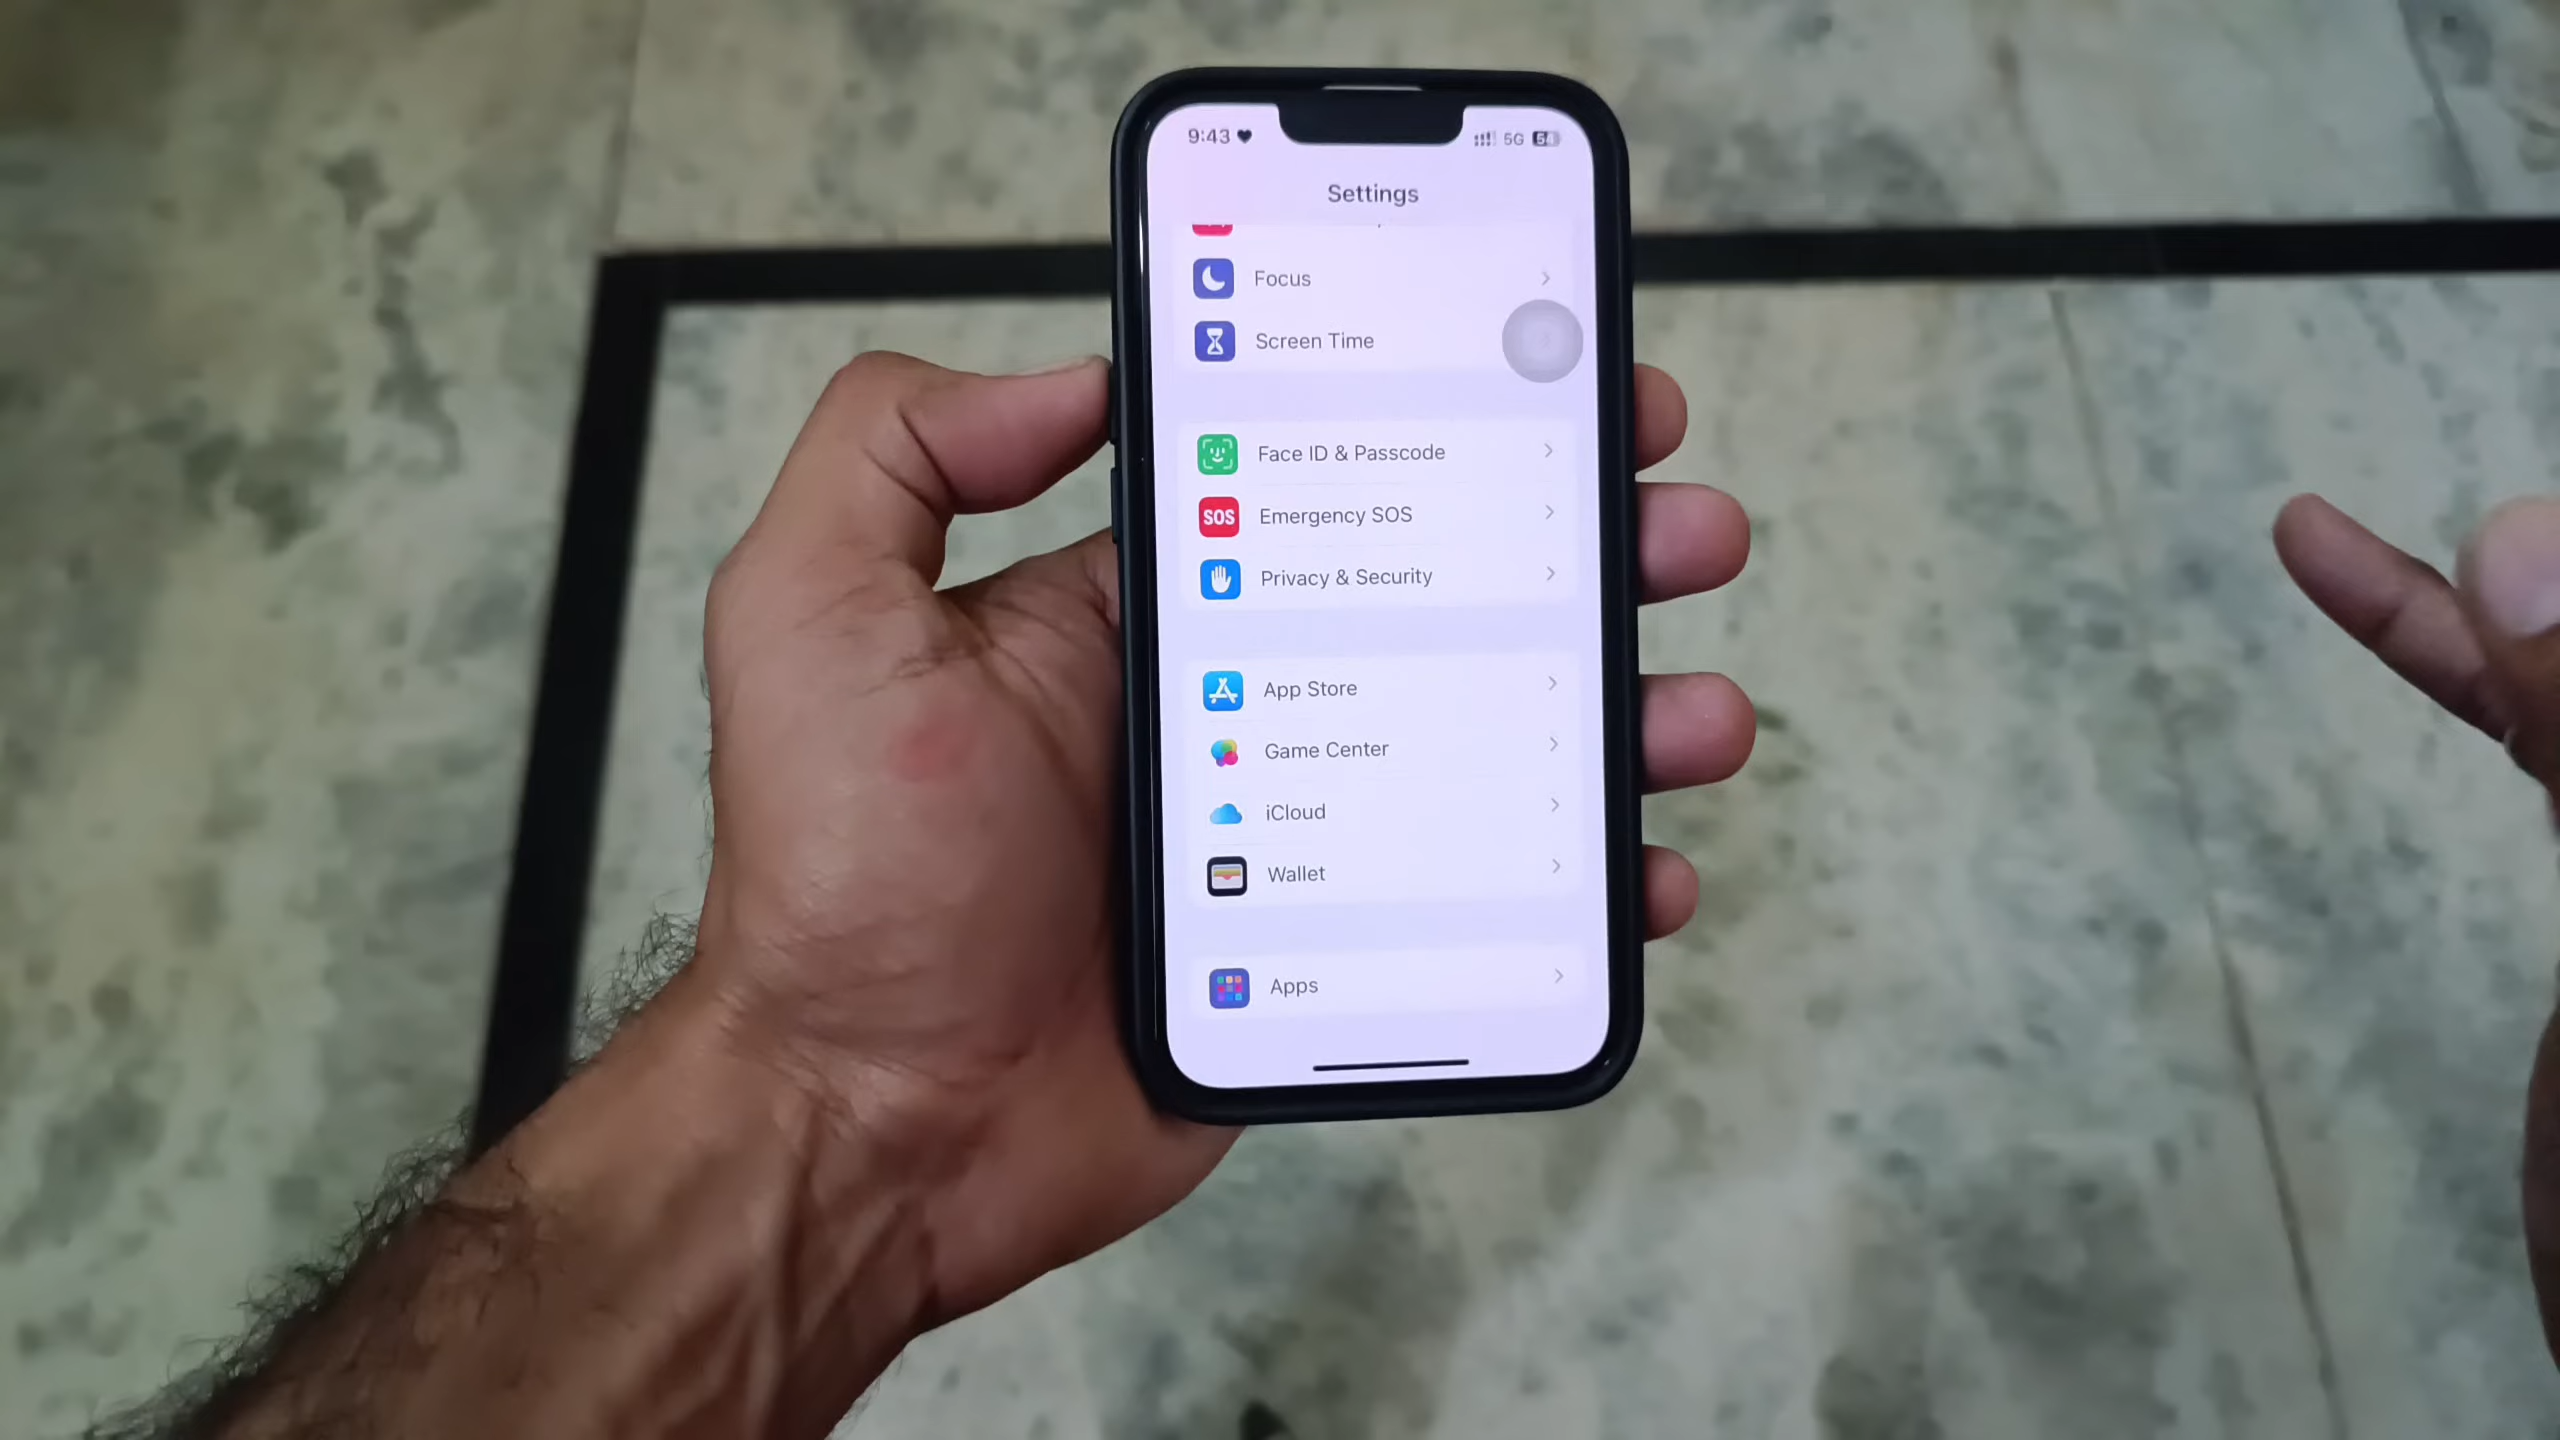 9:43 5G 54
Settings
Focus
Screen Time
Face ID & Passcode
SOS Emergency SOS
Privacy & Security
App Store
Game Center
iCloud
Wallet
Apps